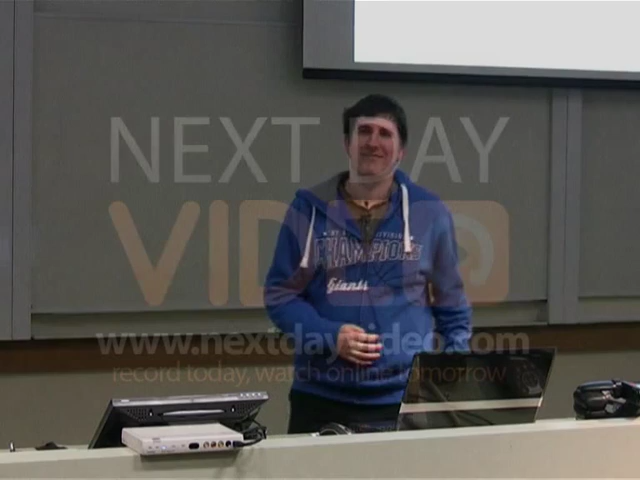 NEXT DAY
VIDEO
CHAMPIONS
Giants
www.nextdayvideo.com
record today, watch online tomorrow